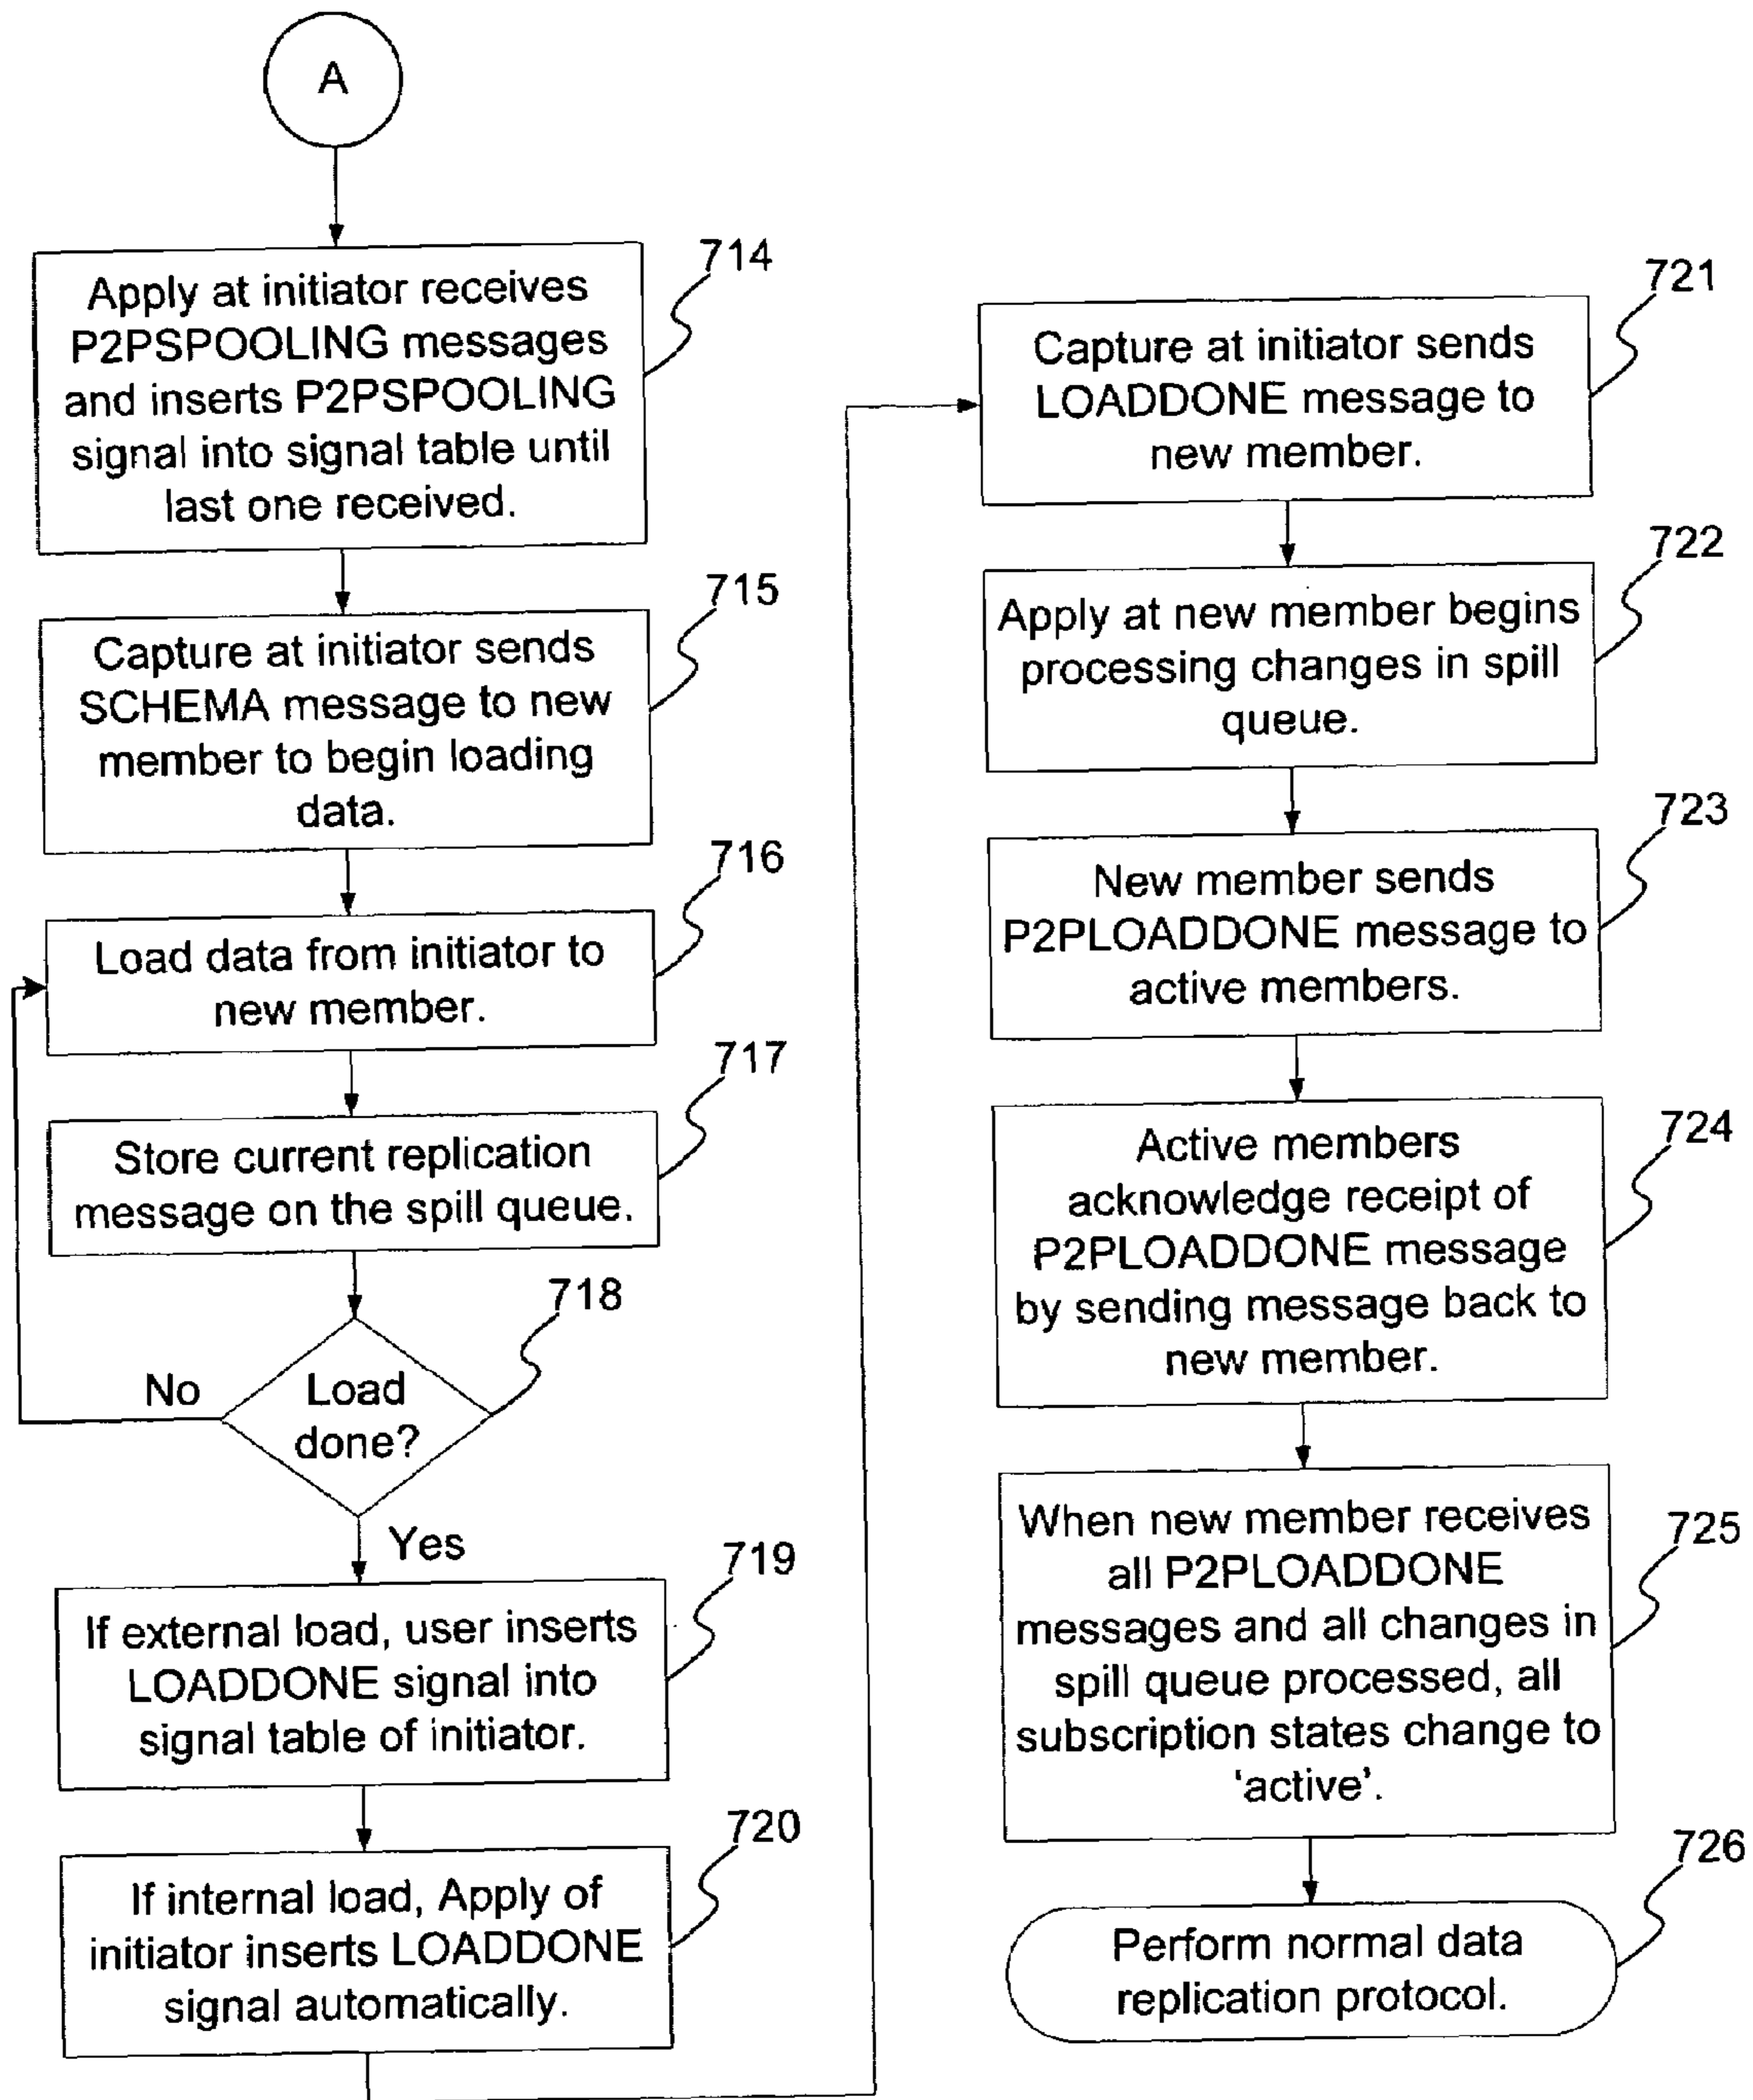 A
714
Apply at initiator receives
P2PSPOOLING messages
and inserts P2PSPOOLING
signal into signal table until
last one received.
715
Capture at initiator sends
SCHEMA message to new
member to begin loading
data.
716
Load data from initiator to
new member.
717
Store current replication
message on the spill queue.
718
No
Load
done?
Yes
719
If external load, user inserts
LOADDONE signal into
signal table of initiator.
720
If internal load, Apply of
initiator inserts LOADDONE
signal automatically.
721
Capture at initiator sends
LOADDONE message to
new member.
722
Apply at new member begins
processing changes in spill
queue.
723
New member sends
P2PLOADDONE message to
active members.
724
Active members
acknowledge receipt of
P2PLOADDONE message
by sending message back to
new member.
725
When new member receives
all P2PLOADDONE
messages and all changes in
spill queue processed, all
subscription states change to
‘active’.
726
Perform normal data
replication protocol.